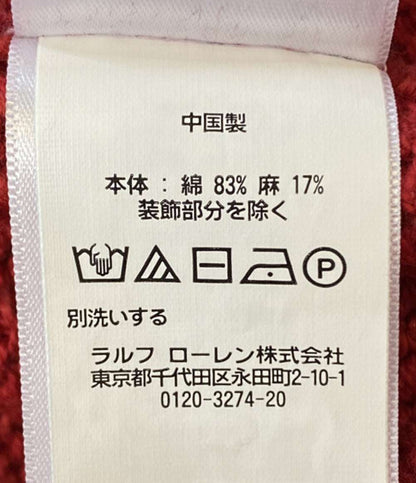 中国製
本体 : 綿 83% 麻 17%
装飾部分を除く
P
別洗いする
ラルフ ローレン株式会社
東京都千代田区永田町2-10-1
0120-3274-20